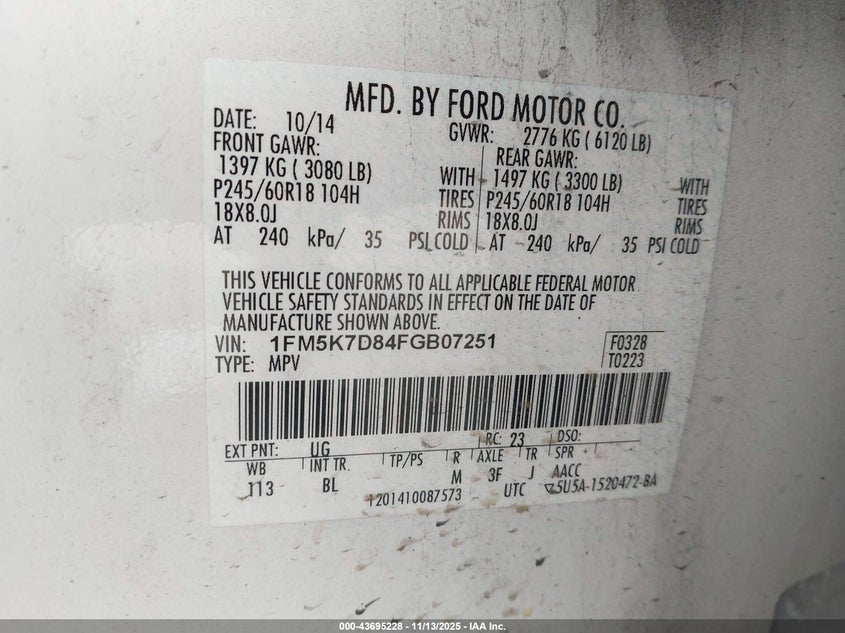 MFD. BY FORD MOTOR CO.
DATE: 10/14 GVWR: 2776 KG ( 6120 LB)
FRONT GAWR: REAR GAWR:
1397 KG ( 3080 LB) WITH 1497 KG ( 3300 LB) WITH
P245/60R18 104H TIRES P245/60R18 104H TIRES
18X8.0J RIMS 18X8.0J RIMS
AT 240 kPa/ 35 PSI COLD AT 240 kPa/ 35 PSI COLD
THIS VEHICLE CONFORMS TO ALL APPLICABLE FEDERAL MOTOR
VEHICLE SAFETY STANDARDS IN EFFECT ON THE DATE OF
MANUFACTURE SHOWN ABOVE.
VIN: 1FM5K7D84FGB07251 F0328
TYPE: MPV T0223
EXT PNT: UG RC: 23 DSO:
WB INT TR. TP/PS R AXLE TR SPR
113 BL M 3F J AACC
1201410087573 UTC 5U5A-1520472-BA
000-43695228 - 11/13/2025 - IAA Inc.